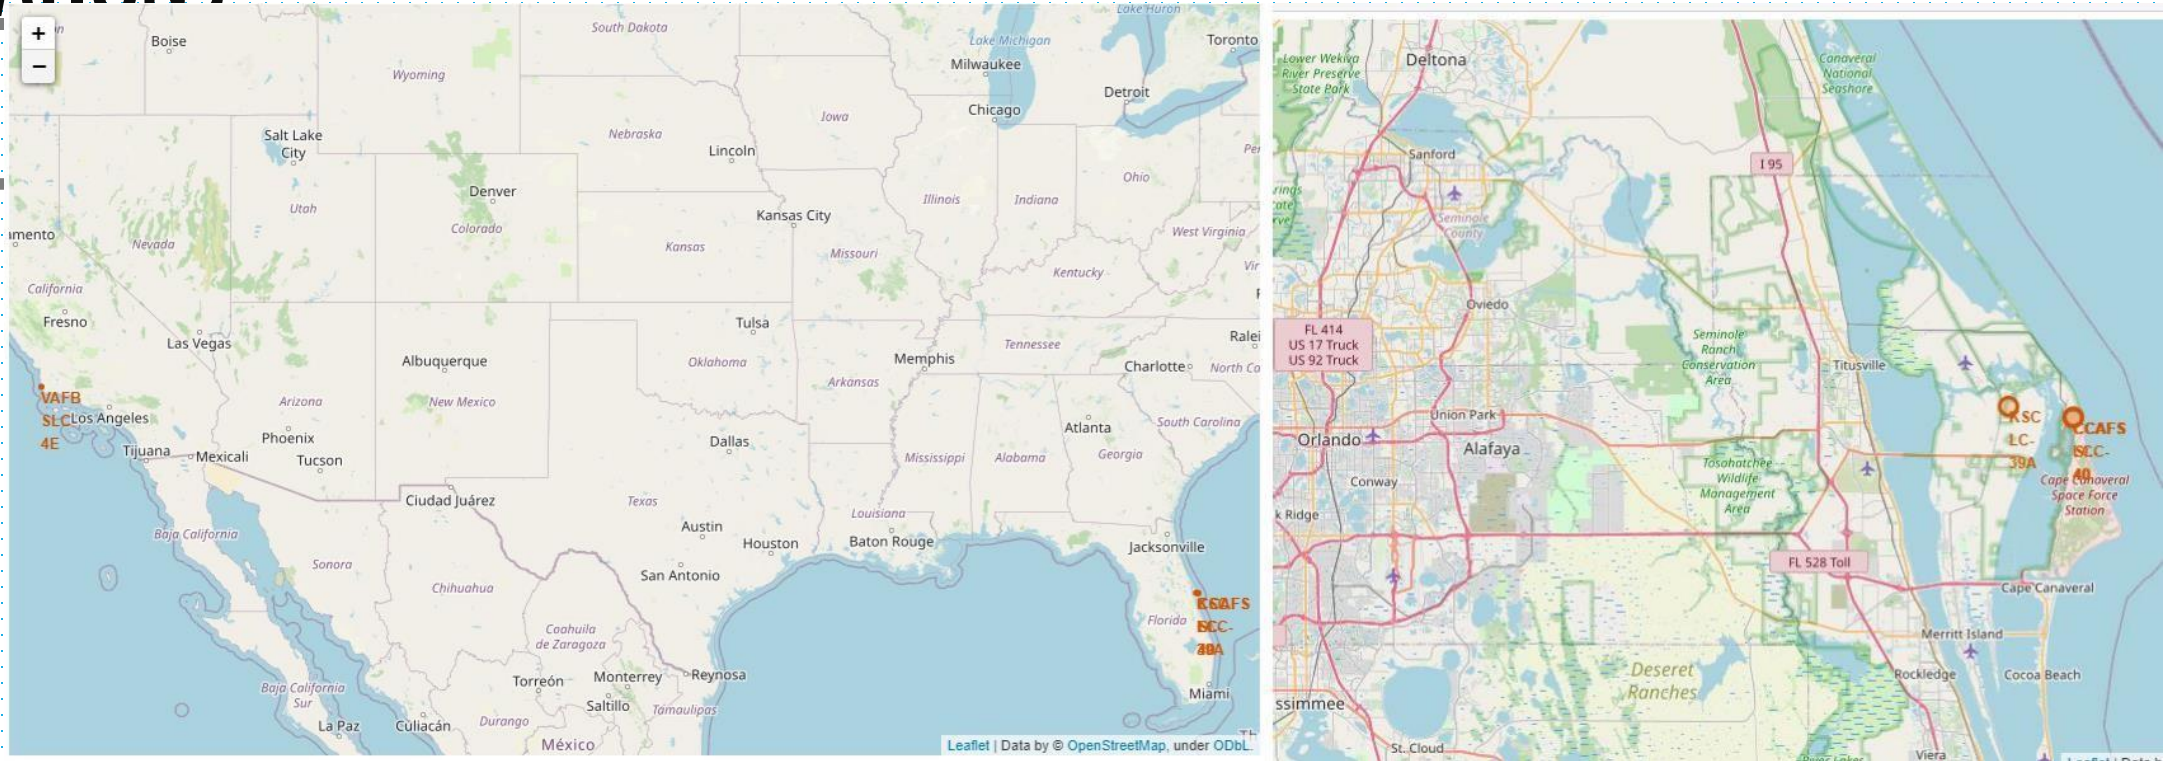 +
−
Boise
South Dakota
Lake Huron
Lake Michigan
Toronto
Wyoming
Milwaukee
Detroit
Chicago
Iowa
Salt Lake
City
Nebraska
Lincoln
Ohio
Denver
Illinois
Indiana
Utah
Kansas City
Colorado
West Virginia
Nevada
Kansas
Missouri
Kentucky
California
Fresno
Las Vegas
Tulsa
Albuquerque
Oklahoma
Memphis
Tennessee
Charlotte
Arkansas
VAFB
SLC-
4E
Los Angeles
Arizona
New Mexico
Phoenix
Tucson
Tijuana
Mexicali
Dallas
Atlanta
South Carolina
Mississippi
Alabama
Georgia
Ciudad Juárez
Texas
Louisiana
Austin
Houston
Baton Rouge
Jacksonville
Baja California
Sonora
Chihuahua
San Antonio
Florida
Coahuila
de Zaragoza
Torreón
Monterrey
Reynosa
Saltillo
Miami
Baja California
Sur
La Paz
Culiacán
Durango
Tamaulipas
México
Leaflet | Data by © OpenStreetMap, under ODbL.
Lower Wekiva
River Preserve
State Park
Deltona
Canaveral
National
Seashore
Sanford
I 95
Seminole
County
Oviedo
FL 414
US 17 Truck
US 92 Truck
Seminole
Ranch
Conservation
Area
Titusville
Union Park
KSC
LC-
39A
CCAFS
Orlando
Alafaya
Conway
Tosohatchee
Wildlife
Management
Area
Cape Canaveral
Space Force
Station
FL 528 Toll
Cape Canaveral
Merritt Island
Deseret
Ranches
Rockledge
Cocoa Beach
St. Cloud
Viera